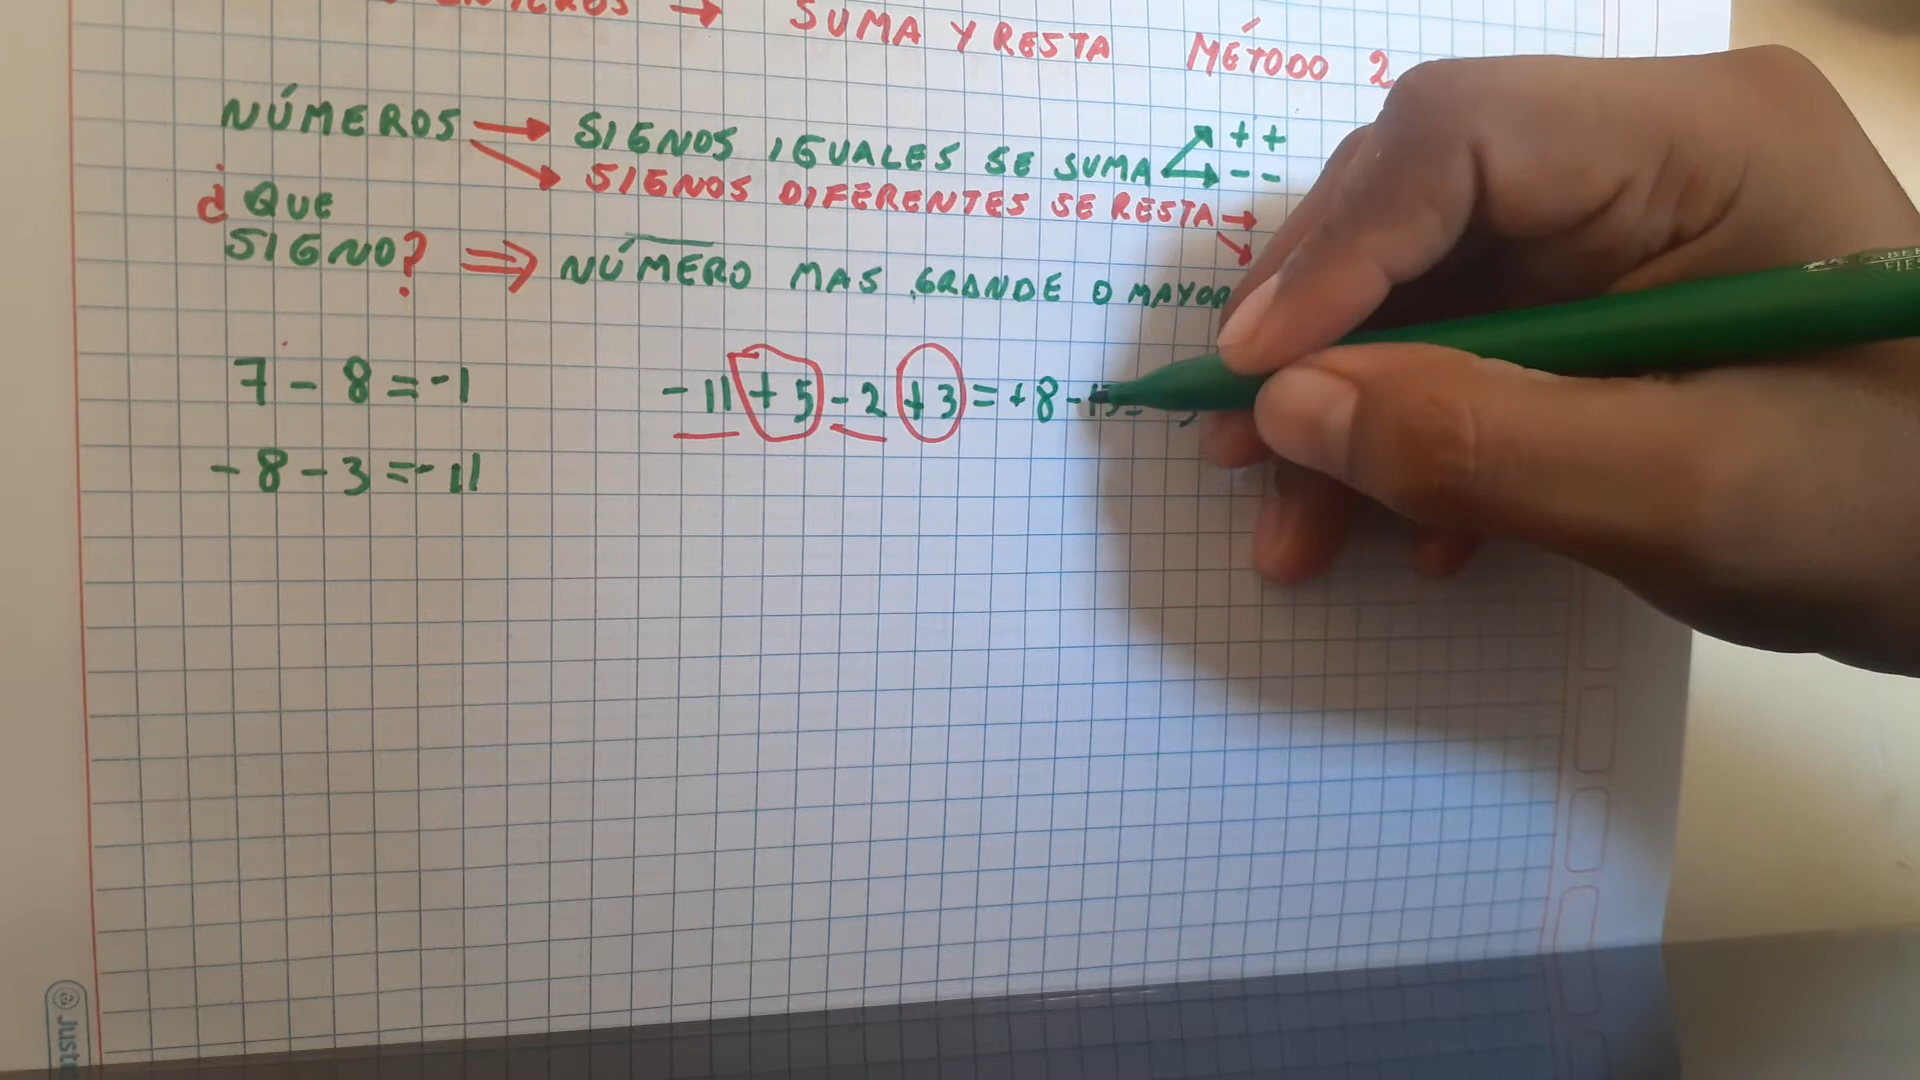 SUMA Y RESTA MÉTODO 2
NÚMEROS → SIGNOS IGUALES SE SUMA ++
--
SIGNOS DIFERENTES SE RESTA →
¿QUE
SIGNO? ⇒ NÚMERO MAS GRANDE O MAYOR
7 - 8 = -1
-11 + 5 - 2 + 3 = +8 -
-8 - 3 = -11